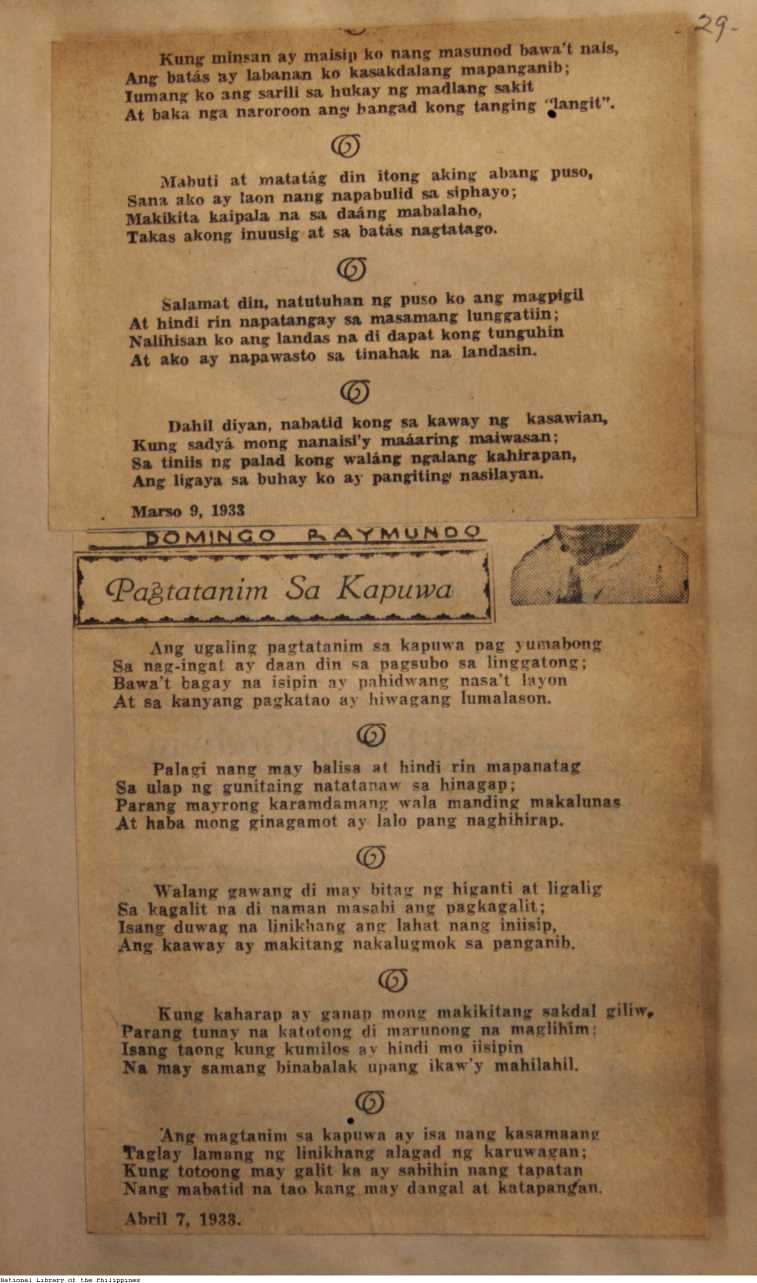 29-
Kung minsan ay maisip ko nang masunod bawa't nais,
Ang batás ay labanan ko kasakdalang mapanganib;
Iumang ko ang sarili sa hukay ng madlang sakit
At baka nga naroroon ang hangad kong tanging "langit".
Mabuti at matatág din itong aking abang puso,
Sana ako ay laon nang napabulid sa siphayo;
Makikita kaipala na sa daáng mabalaho,
Takas akong inuusig at sa batás nagtatago.
Salamat din, natutuhan ng puso ko ang magpigil
At hindi rin napatangay sa masamang lunggatiin;
Nalihisan ko ang landas na di dapat kong tunguhin
At ako ay napawasto sa tinahak na landasin.
Dahil diyan, nabatid kong sa kaway ng kasawian,
Kung sadyá mong nanaisi'y maáaring maiwasan;
Sa tiniis ng palad kong waláng ngalang kahirapan,
Ang ligaya sa buhay ko ay pangiting nasilayan.
Marso 9, 1933
DOMINGO RAYMUNDO
Pagtatanim Sa Kapuwa
Ang ugaling pagtatanim sa kapuwa pag yumabong
Sa nag-ingat ay daan din sa pagsubo sa linggatong;
Bawa't bagay na isipin ay pahidwang nasa't layon
At sa kanyang pagkatao ay hiwagang lumalason.
Palagi nang may balisa at hindi rin mapanatag
Sa ulap ng gunitaing natatanaw sa hinagap;
Parang mayrong karamdamang wala manding makalunas
At haba mong ginagamot ay lalo pang naghihirap.
Walang gawang di may bitag ng higanti at ligalig
Sa kagalit na di naman masabi ang pagkagalit;
Isang duwag na linikhang ang lahat nang iniisip,
Ang kaaway ay makitang nakalugmok sa panganib.
Kung kaharap ay ganap mong makikitang sakdal giliw,
Parang tunay na katotong di marunong na maglihim;
Isang taong kung kumilos ay hindi mo iisipin
Na may samang binabalak upang ikaw'y mahilahil.
Ang magtanim sa kapuwa ay isa nang kasamaang
Taglay lamang ng linikhang alagad ng karuwagan;
Kung totoong may galit ka ay sabihin nang tapatan
Nang mabatid na tao kang may dangal at katapangan.
Abril 7, 1933.
National Library of the Philippines